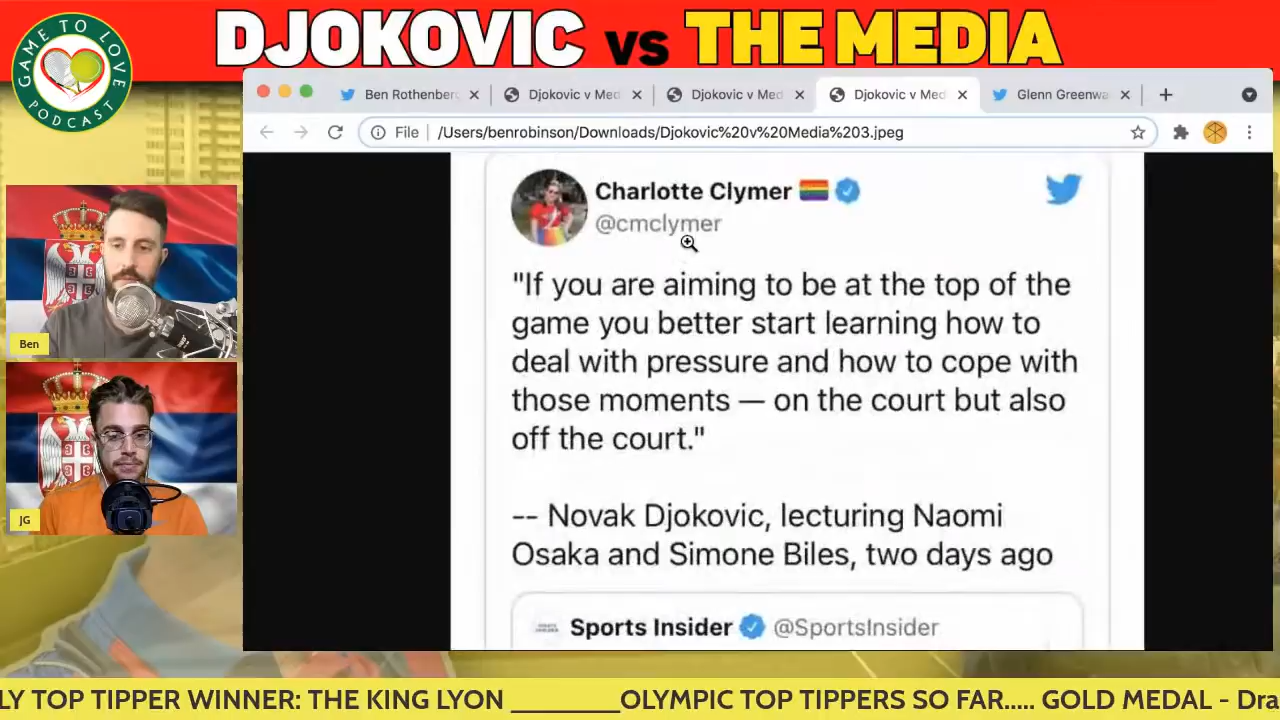 DJOKOVIC vs THE MEDIA
GAME TO LOVE
PODCAST
Ben Rothenber
Djokovic v Med
Djokovic v Med
Djokovic v Med
Glenn Greenwa
File
/Users/benrobinson/Downloads/Djokovic%20v%20Media%203.jpeg
Charlotte Clymer
@cmclymer
"If you are aiming to be at the top of the
game you better start learning how to
deal with pressure and how to cope with
those moments — on the court but also
off the court."
-- Novak Djokovic, lecturing Naomi
Osaka and Simone Biles, two days ago
Sports Insider @SportsInsider
Ben
JG
LY TOP TIPPER WINNER: THE KING LYON ________OLYMPIC TOP TIPPERS SO FAR..... GOLD MEDAL - Dra